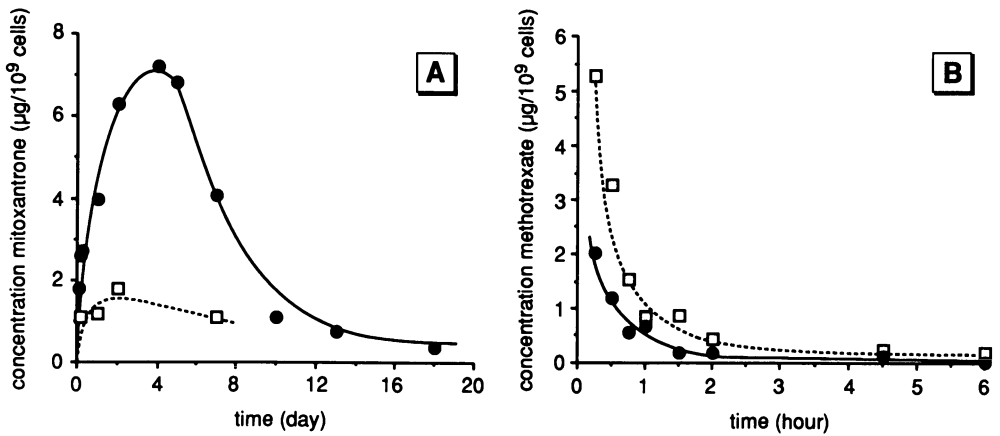 concentration mitoxantrone (µg/10⁹ cells)
8
6
4
2
0
0 4 8 12 16 20
time (day)
A
concentration methotrexate (µg/10⁹ cells)
6
5
4
3
2
1
0
0 1 2 3 4 5 6
time (hour)
B